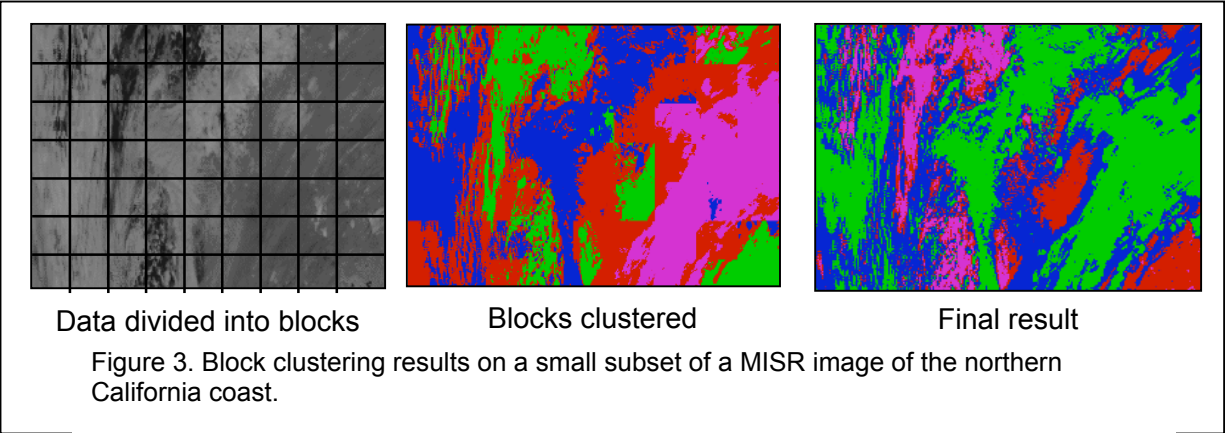 Data divided into blocks
Blocks clustered
Final result
Figure 3. Block clustering results on a small subset of a MISR image of the northern
California coast.